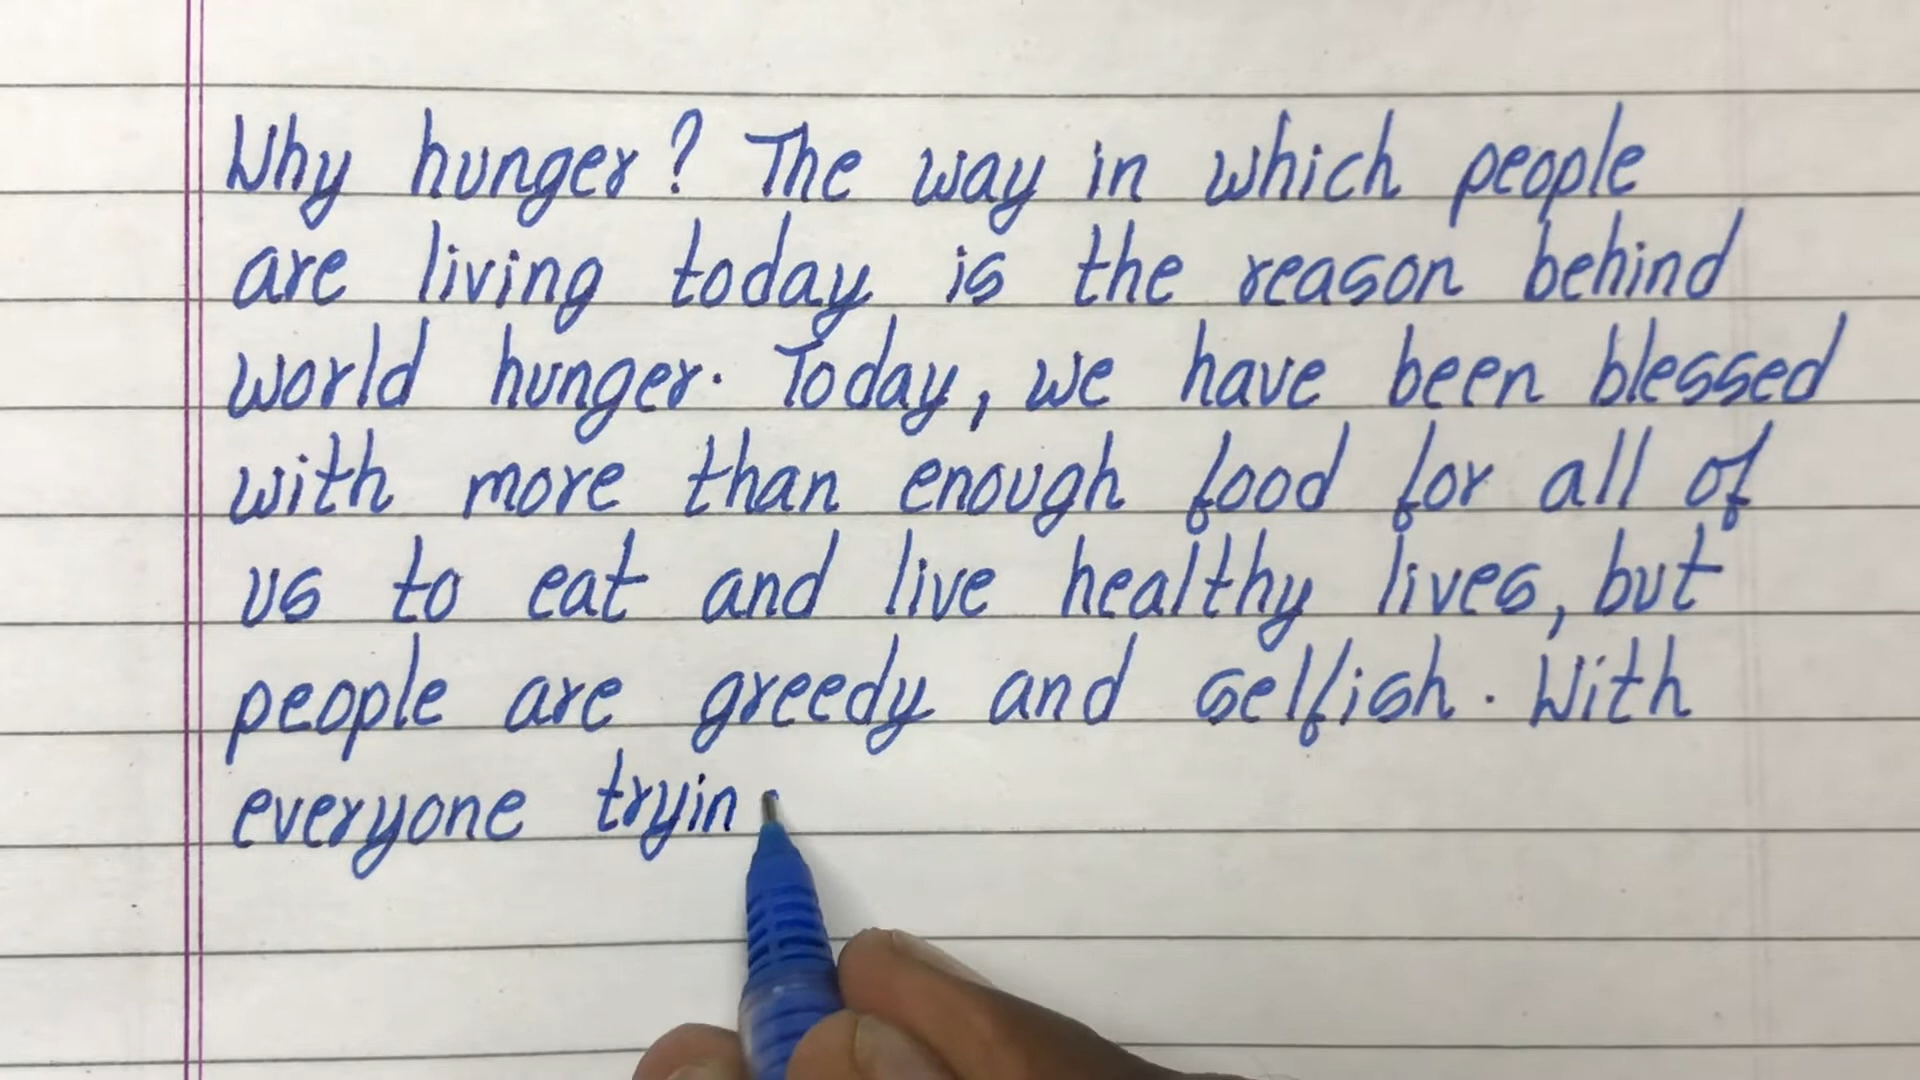 Why hunger? The way in which people
are living today is the reason behind
world hunger. Today, we have been blessed
with more than enough food for all of
us to eat and live healthy lives, but
people are greedy and selfish. With
everyone tryin